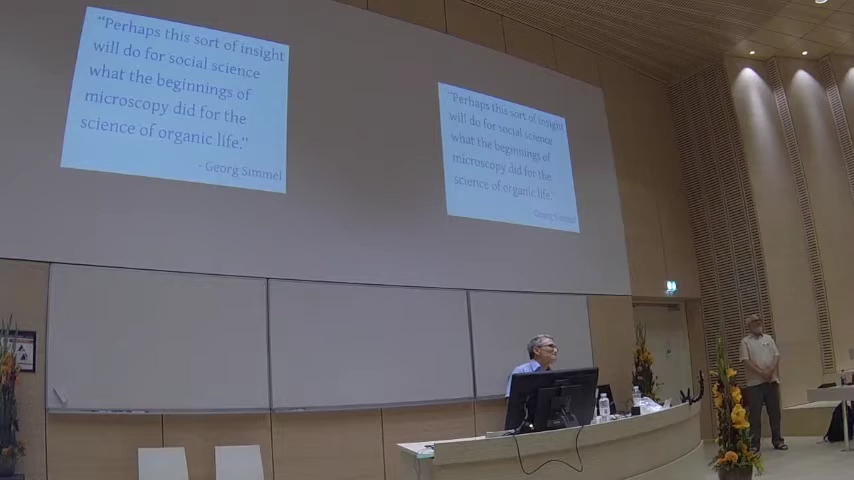 “Perhaps this sort of insight
will do for social science
what the beginnings of
microscopy did for the
science of organic life.”
- Georg Simmel
“Perhaps this sort of insight
will do for social science
what the beginnings of
microscopy did for the
science of organic life.”
- Georg Simmel